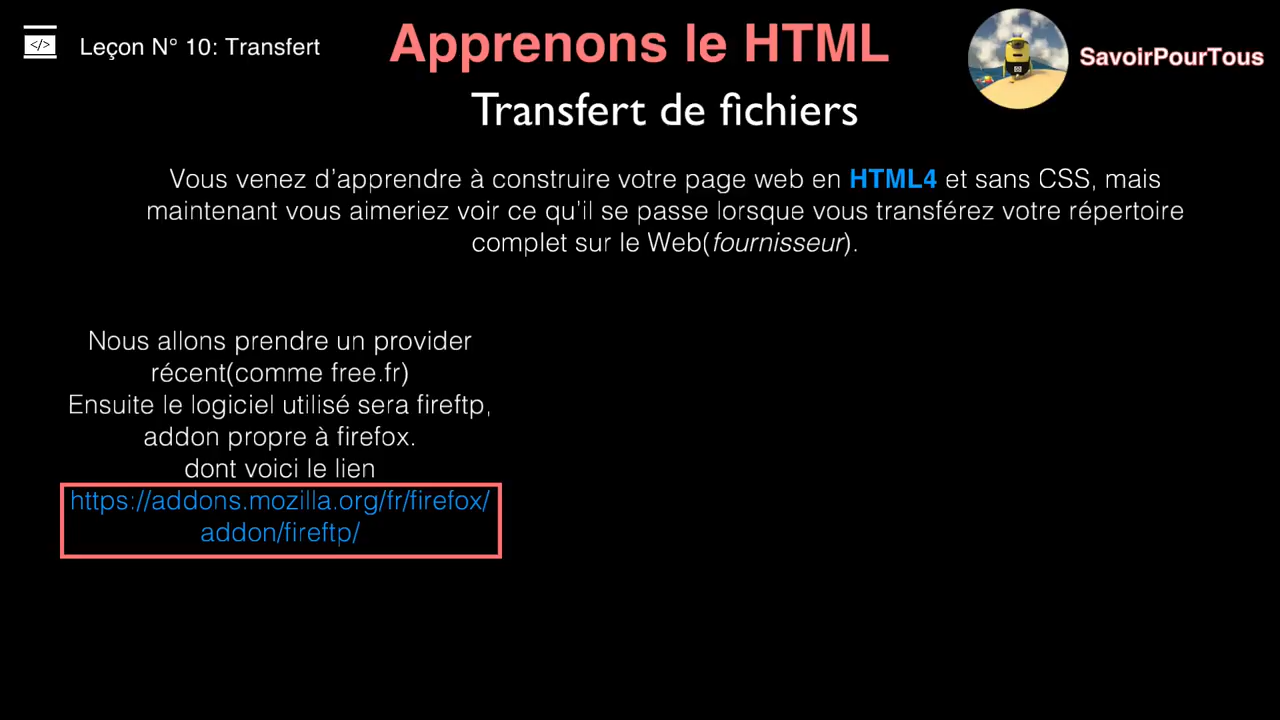 </> Leçon N° 10: Transfert
Apprenons le HTML
SavoirPourTous
Transfert de fichiers
Vous venez d’apprendre à construire votre page web en HTML4 et sans CSS, mais
maintenant vous aimeriez voir ce qu’il se passe lorsque vous transférez votre répertoire
complet sur le Web(fournisseur).
Nous allons prendre un provider
récent(comme free.fr)
Ensuite le logiciel utilisé sera fireftp,
addon propre à firefox.
dont voici le lien
https://addons.mozilla.org/fr/firefox/
addon/fireftp/